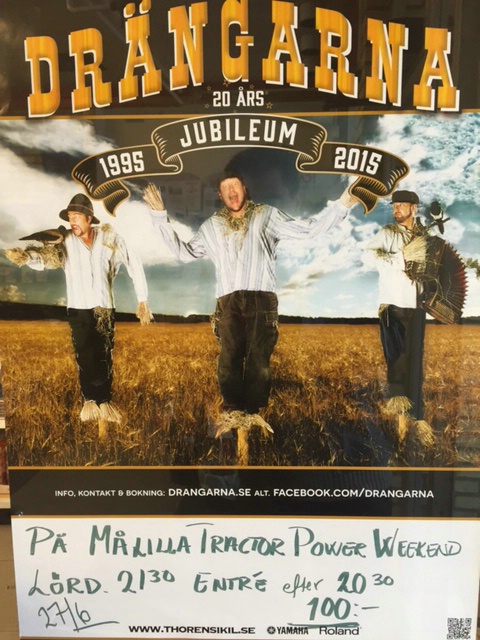 DRÄNGARNA
20 ÅRS
JUBILEUM
1995 2015
INFO, KONTAKT & BOKNING: DRANGARNA.SE ALT. FACEBOOK.COM/DRANGARNA
PÅ MÅLILLA TRACTOR POWER WEEKEND
LÖRD. 2130 ENTRÉ efter 2030
27/6 100:-
WWW.THORENSIKIL.SE YAMAHA Roland